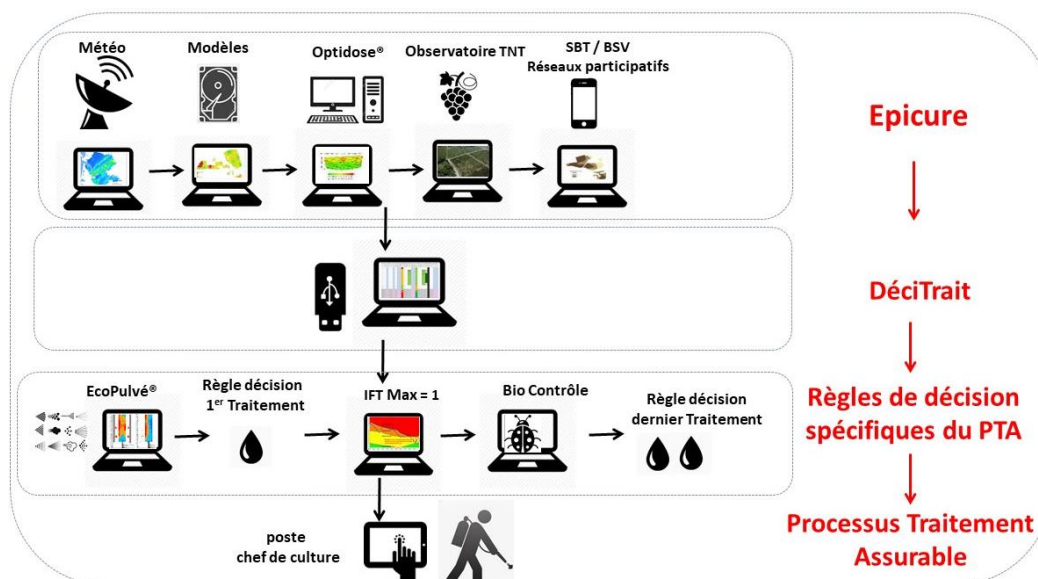 Météo
Modèles
Optidose®
Observatoire TNT
SBT / BSV
Réseaux participatifs
Epicure
DéciTrait
EcoPulvé®
Règle décision
1er Traitement
IFT Max = 1
Bio Contrôle
Règle décision
dernier Traitement
Règles de décision
spécifiques du PTA
poste
chef de culture
Processus Traitement
Assurable